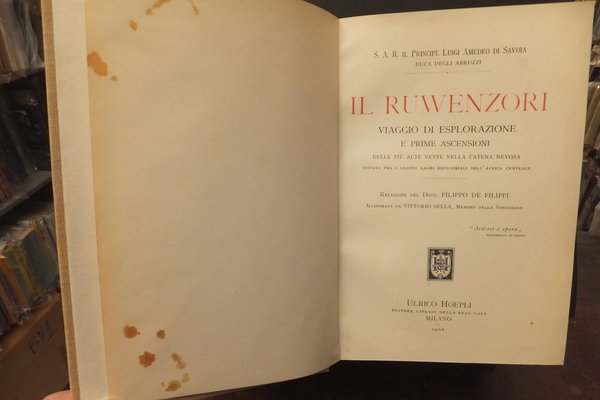 S. A. R. IL PRINCIPE LUIGI AMEDEO DI SAVOIA
DUCA DEGLI ABRUZZI
IL RUWENZORI
VIAGGIO DI ESPLORAZIONE
E PRIME ASCENSIONI
DELLE PIÙ ALTE VETTE NELLA CATENA NEVOSA
SITUATA FRA I GRANDI LAGHI EQUATORIALI DELL'AFRICA CENTRALE
RELAZIONE DEL DOTT. FILIPPO DE FILIPPI
ILLUSTRATA DA VITTORIO SELLA, MEMBRO DELLA SPEDIZIONE
"Ardisci e spera„
ULRICO HOEPLI
EDITORE LIBRAIO DELLA REAL CASA
MILANO
1908